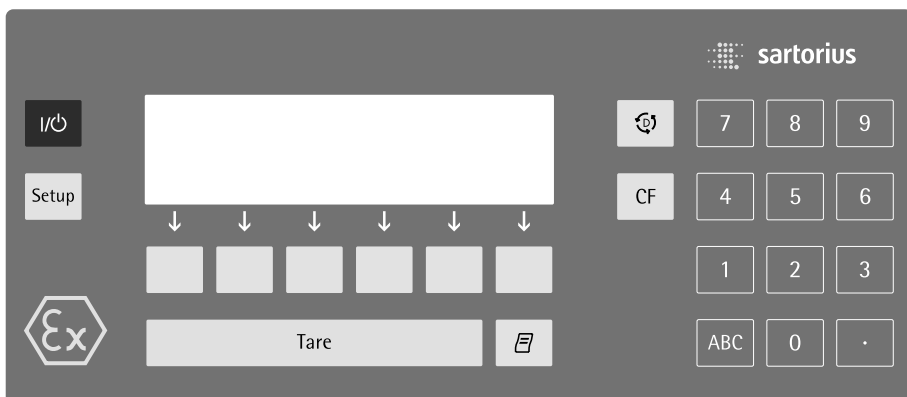 sartorius
I/⏻ D 7 8 9
Setup CF 4 5 6
1 2 3
Ex Tare ABC 0 .